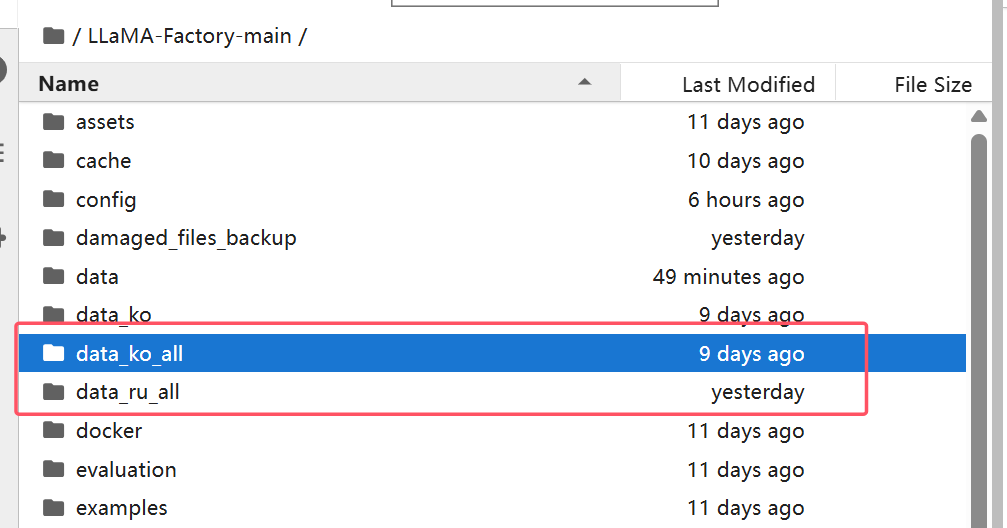 / LLaMA-Factory-main /
Name Last Modified File Size
assets 11 days ago
cache 10 days ago
config 6 hours ago
damaged_files_backup yesterday
data 49 minutes ago
data_ko 9 days ago
data_ko_all 9 days ago
data_ru_all yesterday
docker 11 days ago
evaluation 11 days ago
examples 11 days ago